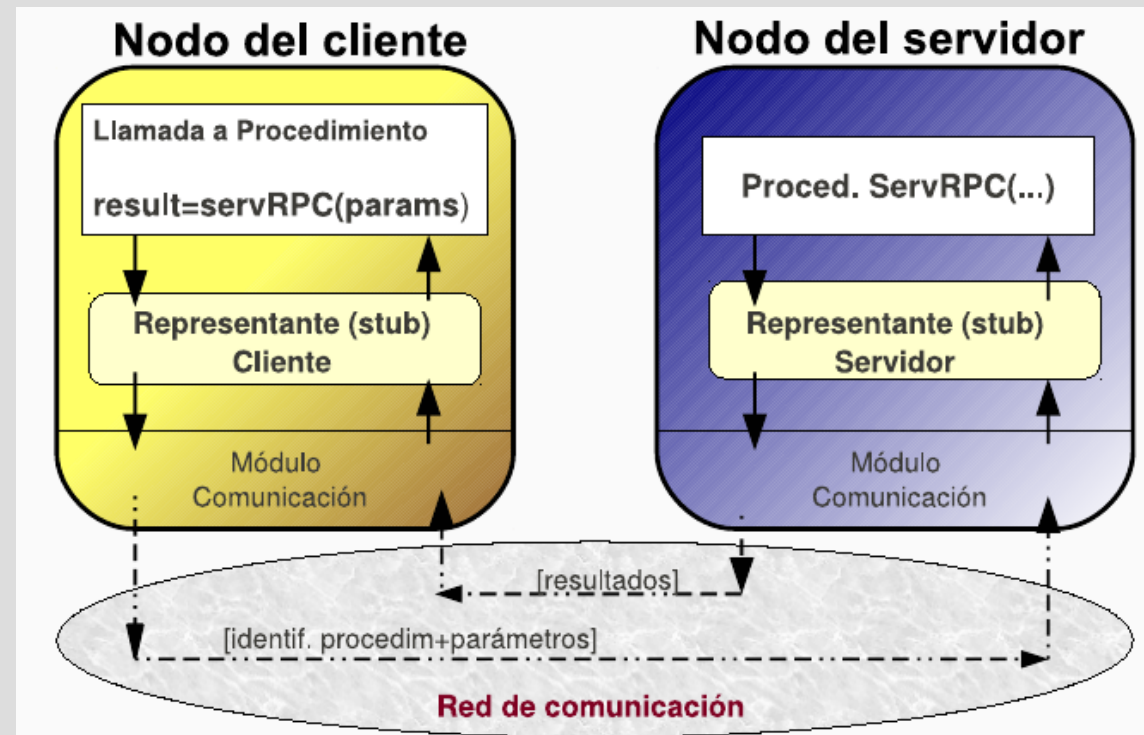 Nodo del cliente
Nodo del servidor
Llamada a Procedimiento
result=servRPC(params)
Proced. ServRPC(...)
Representante (stub)
Cliente
Representante (stub)
Servidor
Módulo
Comunicación
Módulo
Comunicación
[resultados]
[identif. procedim+parámetros]
Red de comunicación